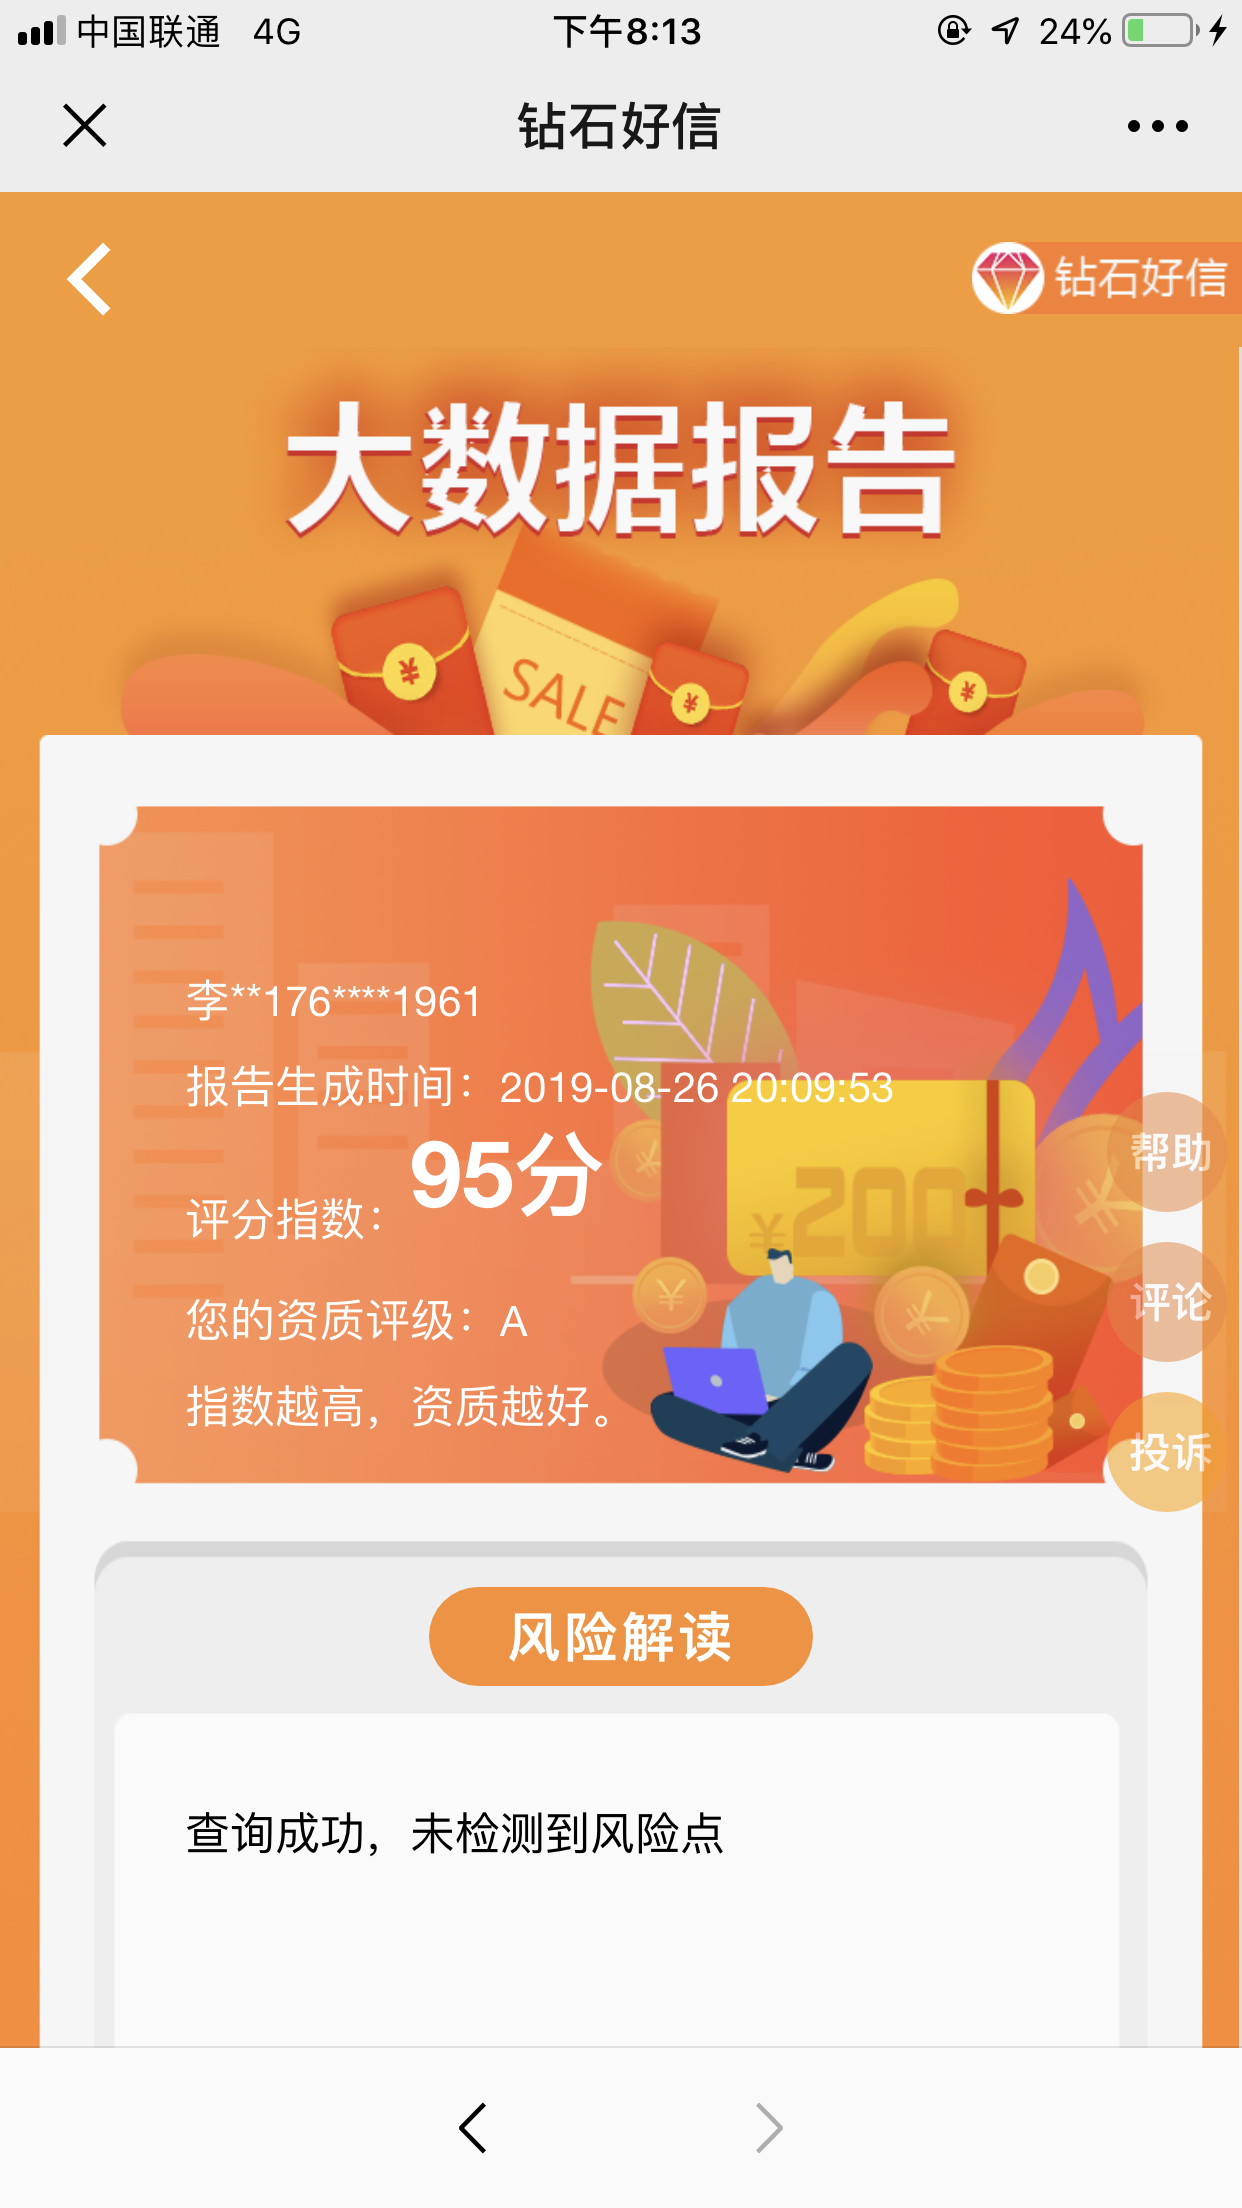 中国联通 4G 下午8:13 24%
钻石好信
钻石好信
大数据报告
SALE
李**176****1961
报告生成时间：2019-08-26 20:09:53
评分指数：95分
¥200
您的资质评级：A
指数越高，资质越好。
帮助
评论
投诉
风险解读
查询成功，未检测到风险点